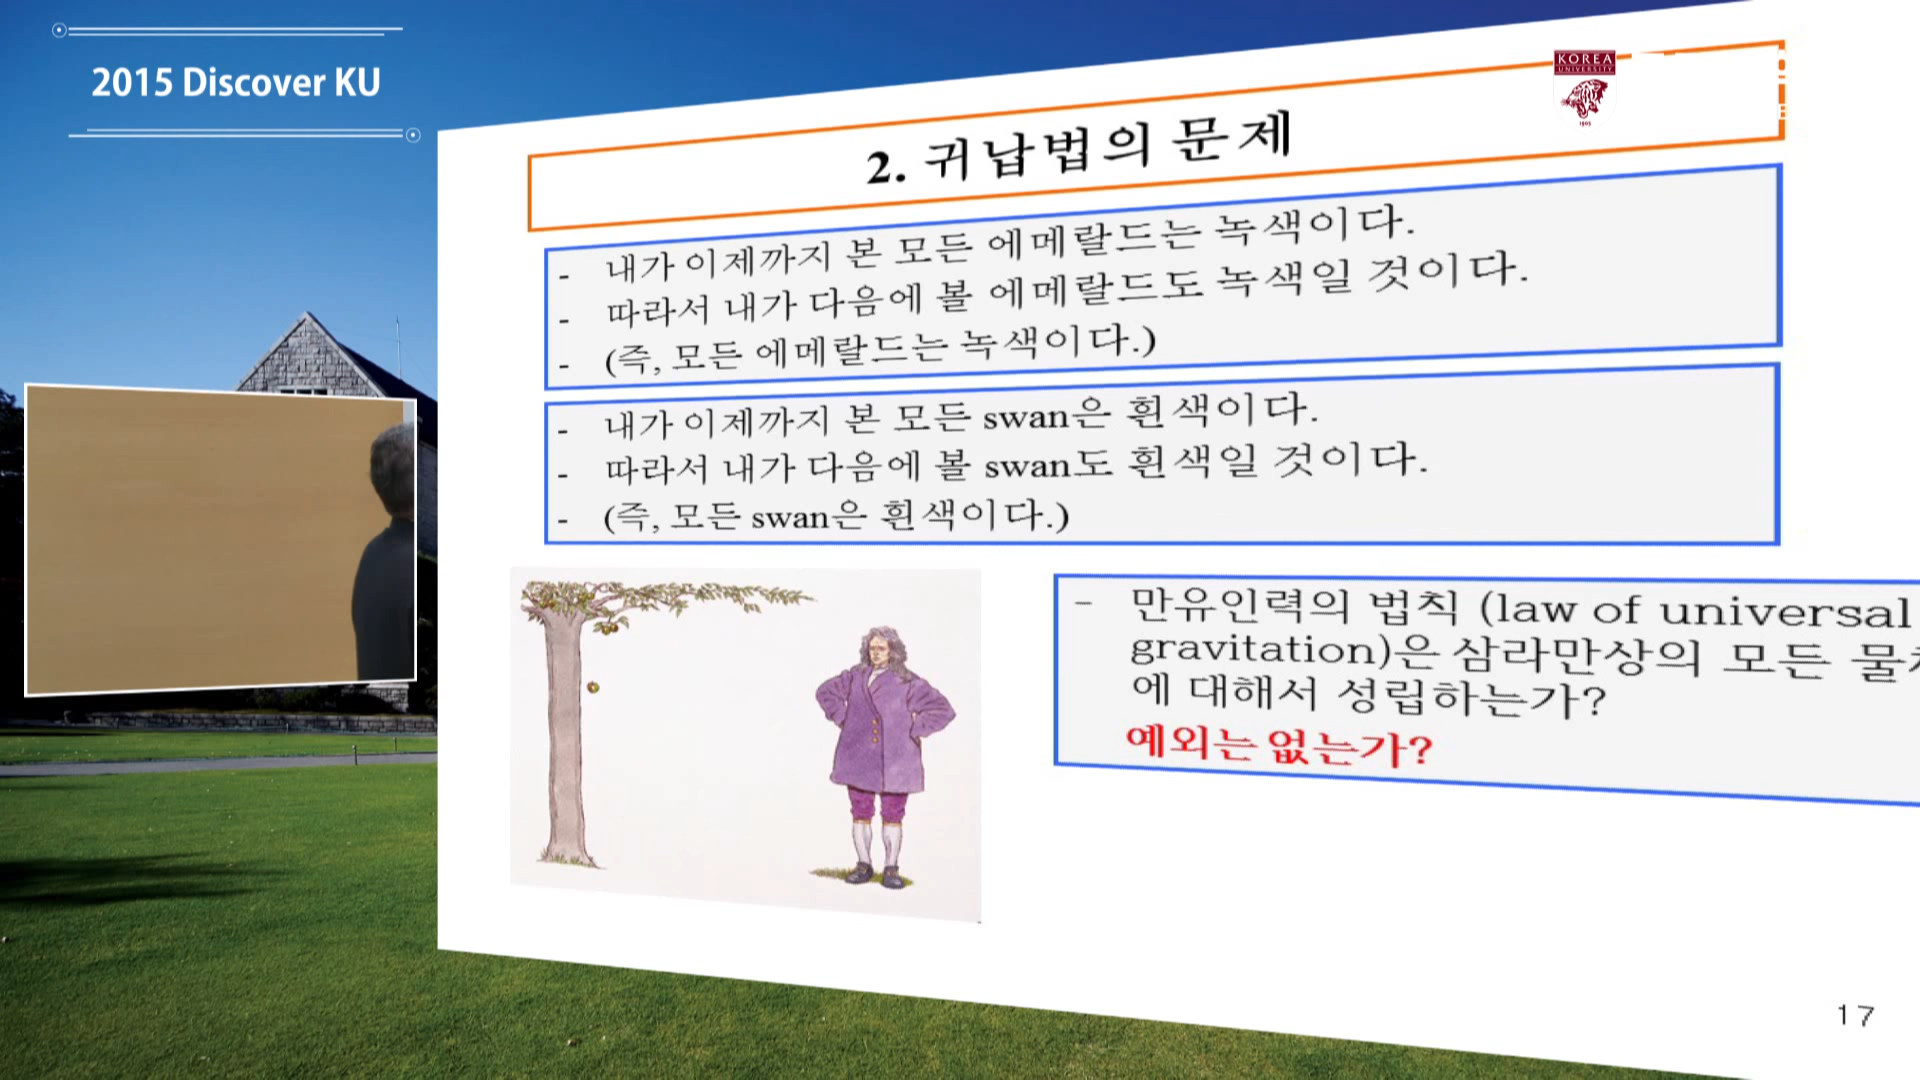 2015 Discover KU
KOREA
UNIVERSITY
1905
2. 귀납법의 문제
- 내가 이제까지 본 모든 에메랄드는 녹색이다.
- 따라서 내가 다음에 볼 에메랄드도 녹색일 것이다.
- (즉, 모든 에메랄드는 녹색이다.)
- 내가 이제까지 본 모든 swan은 흰색이다.
- 따라서 내가 다음에 볼 swan도 흰색일 것이다.
- (즉, 모든 swan은 흰색이다.)
- 만유인력의 법칙 (law of universal
gravitation)은 삼라만상의 모든
에 대해서 성립하는가?
예외는 없는가?
17